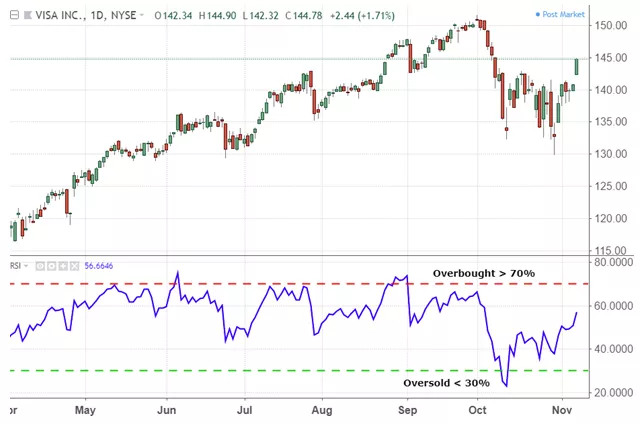 VISA INC., 1D, NYSE O142.34 H144.90 L142.32 C144.78 +2.44 (+1.71%)
Post Market
150.00
145.00
140.00
135.00
130.00
125.00
120.00
115.00
RSI 56.6646
80.0000
Overbought > 70%
60.0000
40.0000
Oversold < 30%
20.0000
or May Jun Jul Aug Sep Oct Nov